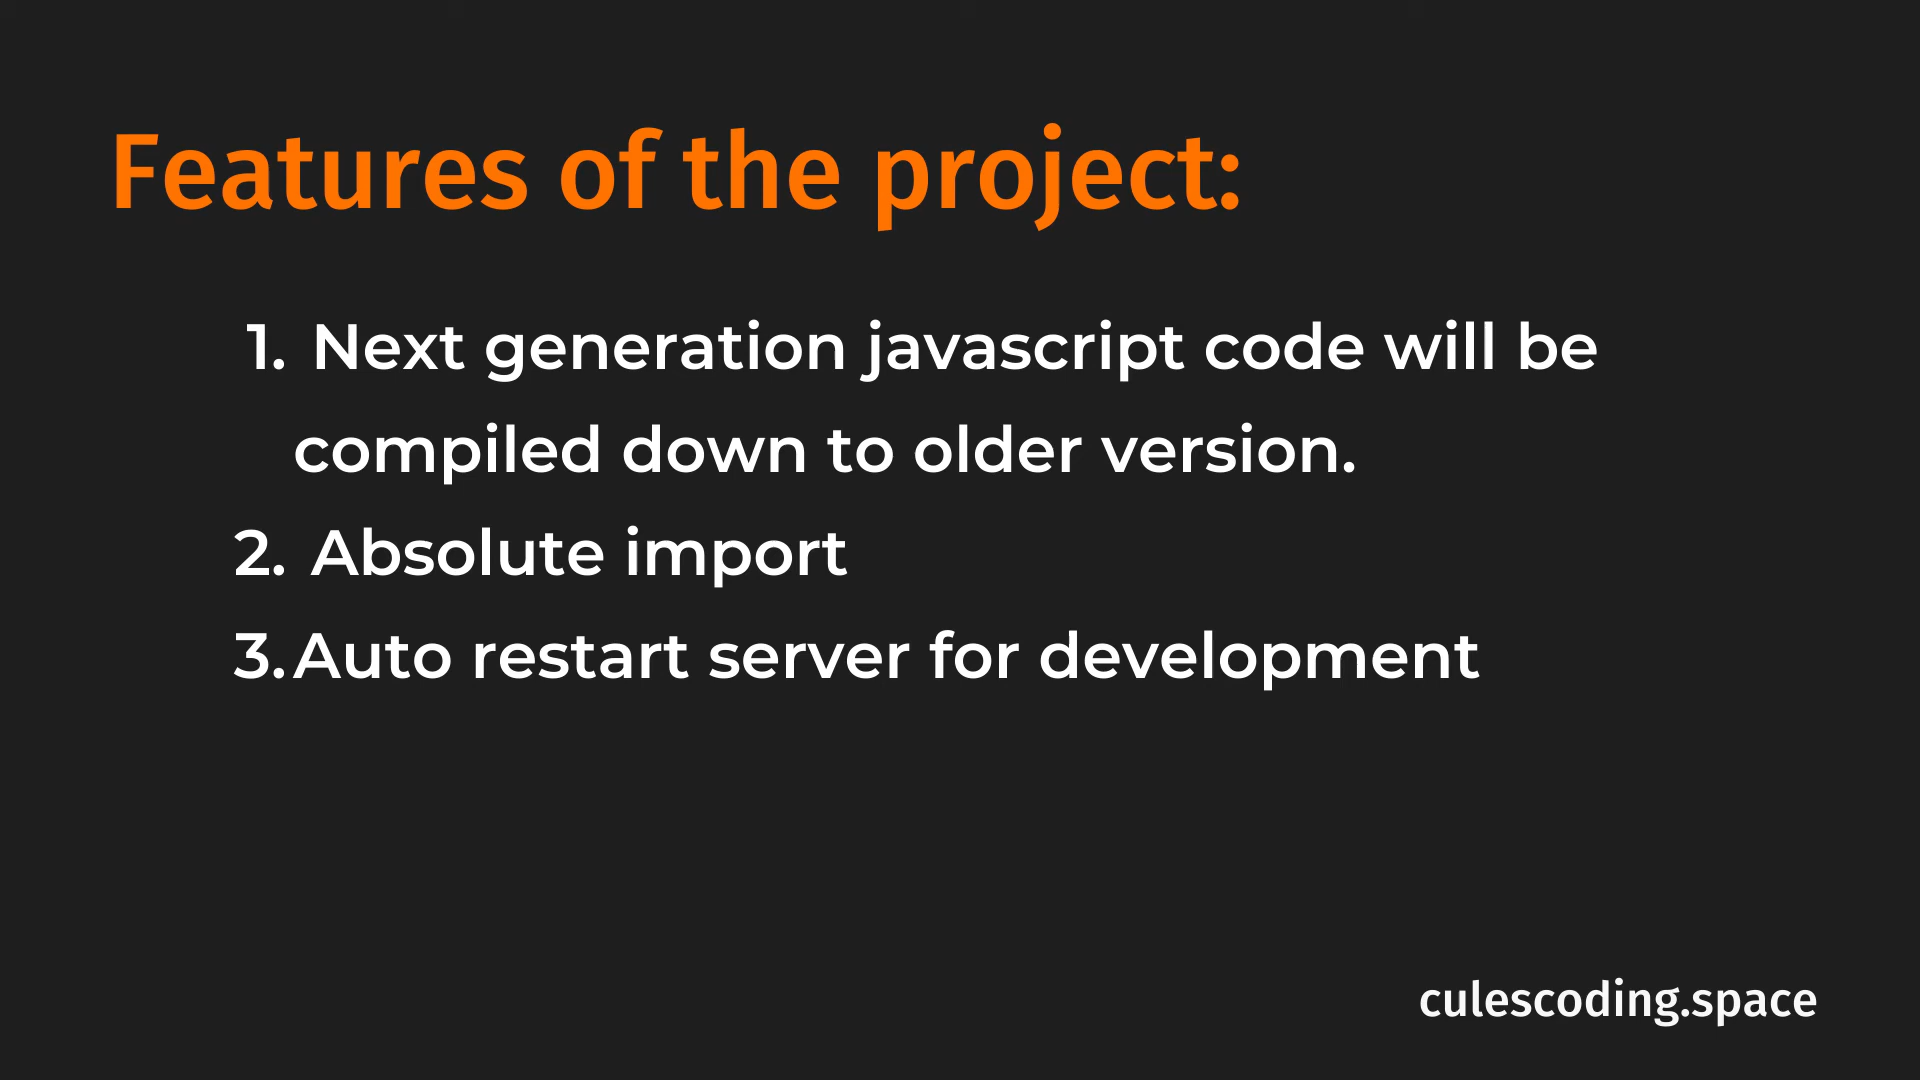 Features of the project:
1. Next generation javascript code will be
compiled down to older version.
2. Absolute import
3. Auto restart server for development
culescoding.space